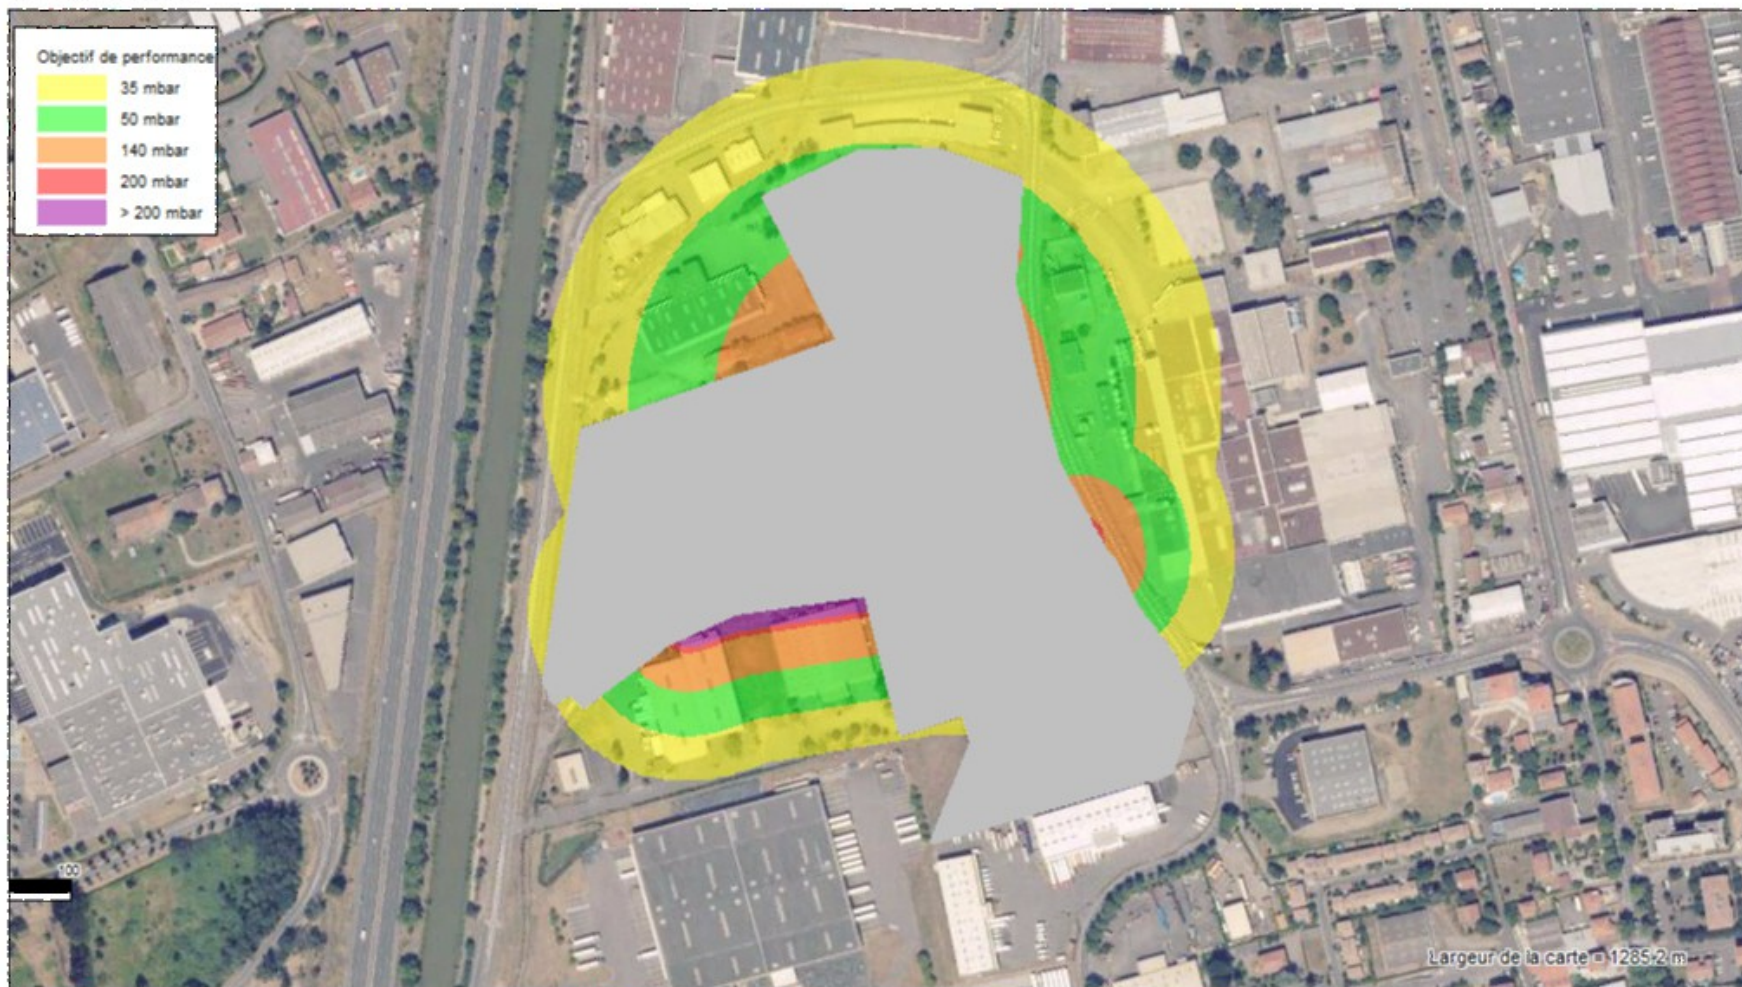 Objectif de performance
35 mbar
50 mbar
140 mbar
200 mbar
> 200 mbar
100
Largeur de la carte = 1285.2 m